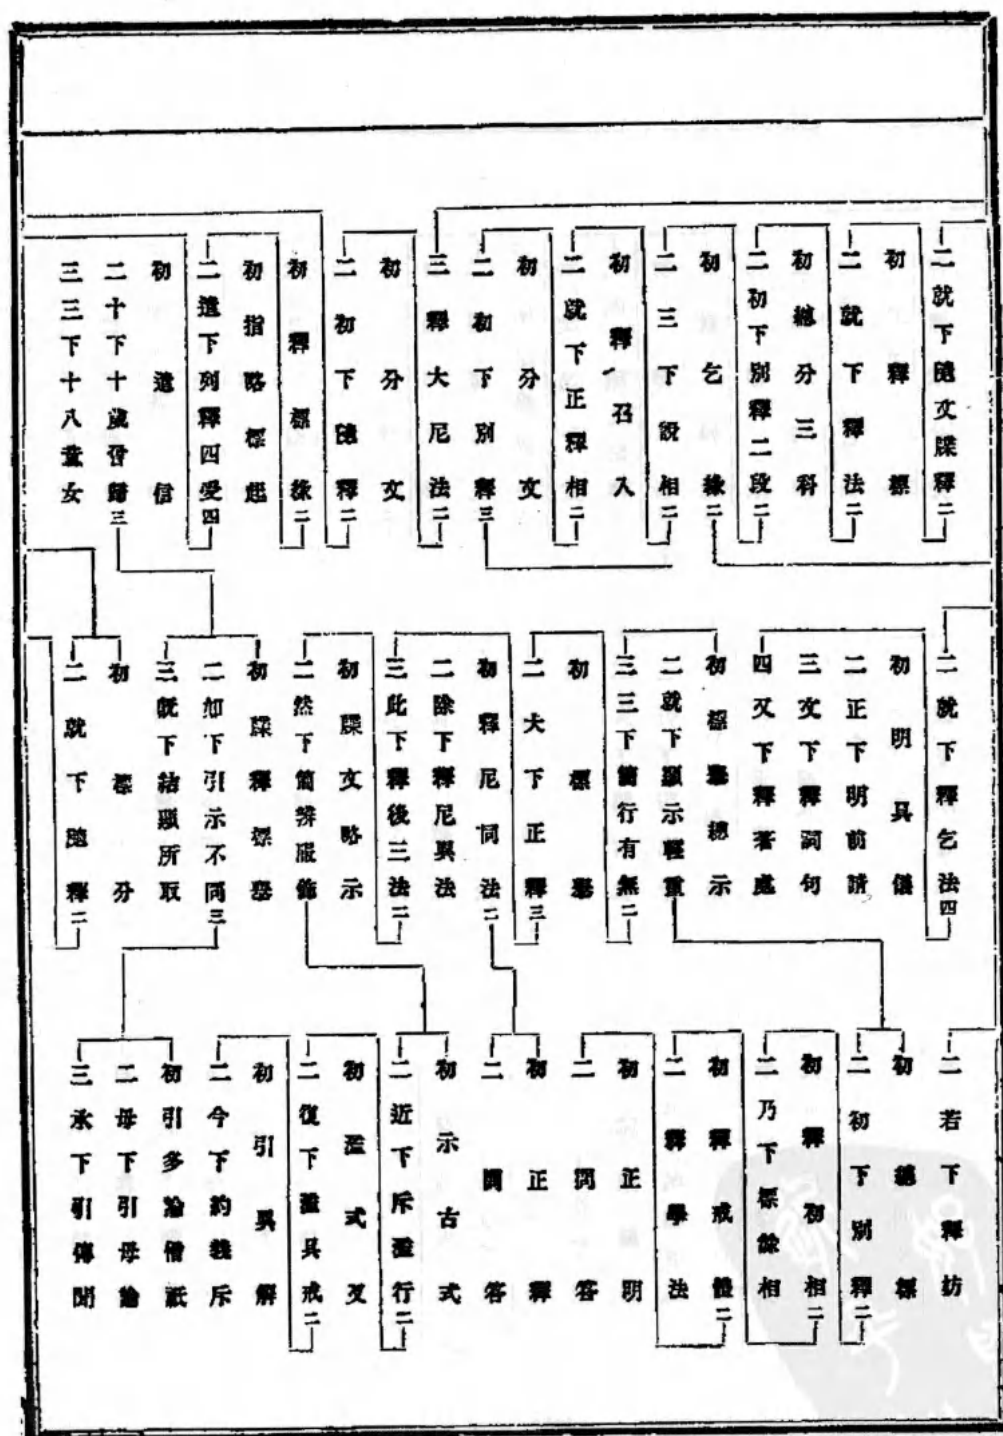 二就下隨文牒釋二
初釋標
二就下釋法二
初總分三科
二初下別釋二段二
初乞緣二
二三下說相二
初釋召入
二就下正釋相二
初分文
二初下別釋三
三釋大尼法二
初分文
二初下隨釋二
初釋標緣二
初指略標起
二遣下列釋四受四
初遣信
二十下十歲曾歸三
三三下十八童女
二就下釋乞法四
初明具儀
二正下明前請
三文下釋詞句
四又下釋著處
初標舉總示
二就下顯示輕重
三三下簡行有無二
初標舉
二大下正釋三
初釋尼同法二
二除下釋尼異法
三此下釋後三法二
初牒文略示
二然下簡辨服飾
初牒釋標舉
二如下引示不同三
三既下結顯所取
初標分
二就下隨釋二
二若下釋妨
初總標
二初下別釋二
初釋初相二
二乃下標餘相
初釋戒體二
二釋學法
初正明
二問答
初正釋
二問答
初示古式
二近下斥濫行二
初濫式叉
二復下濫具戒二
初引異解
二今下約義斥
初引多論僧祇
二母下引母論
三永下引傳聞